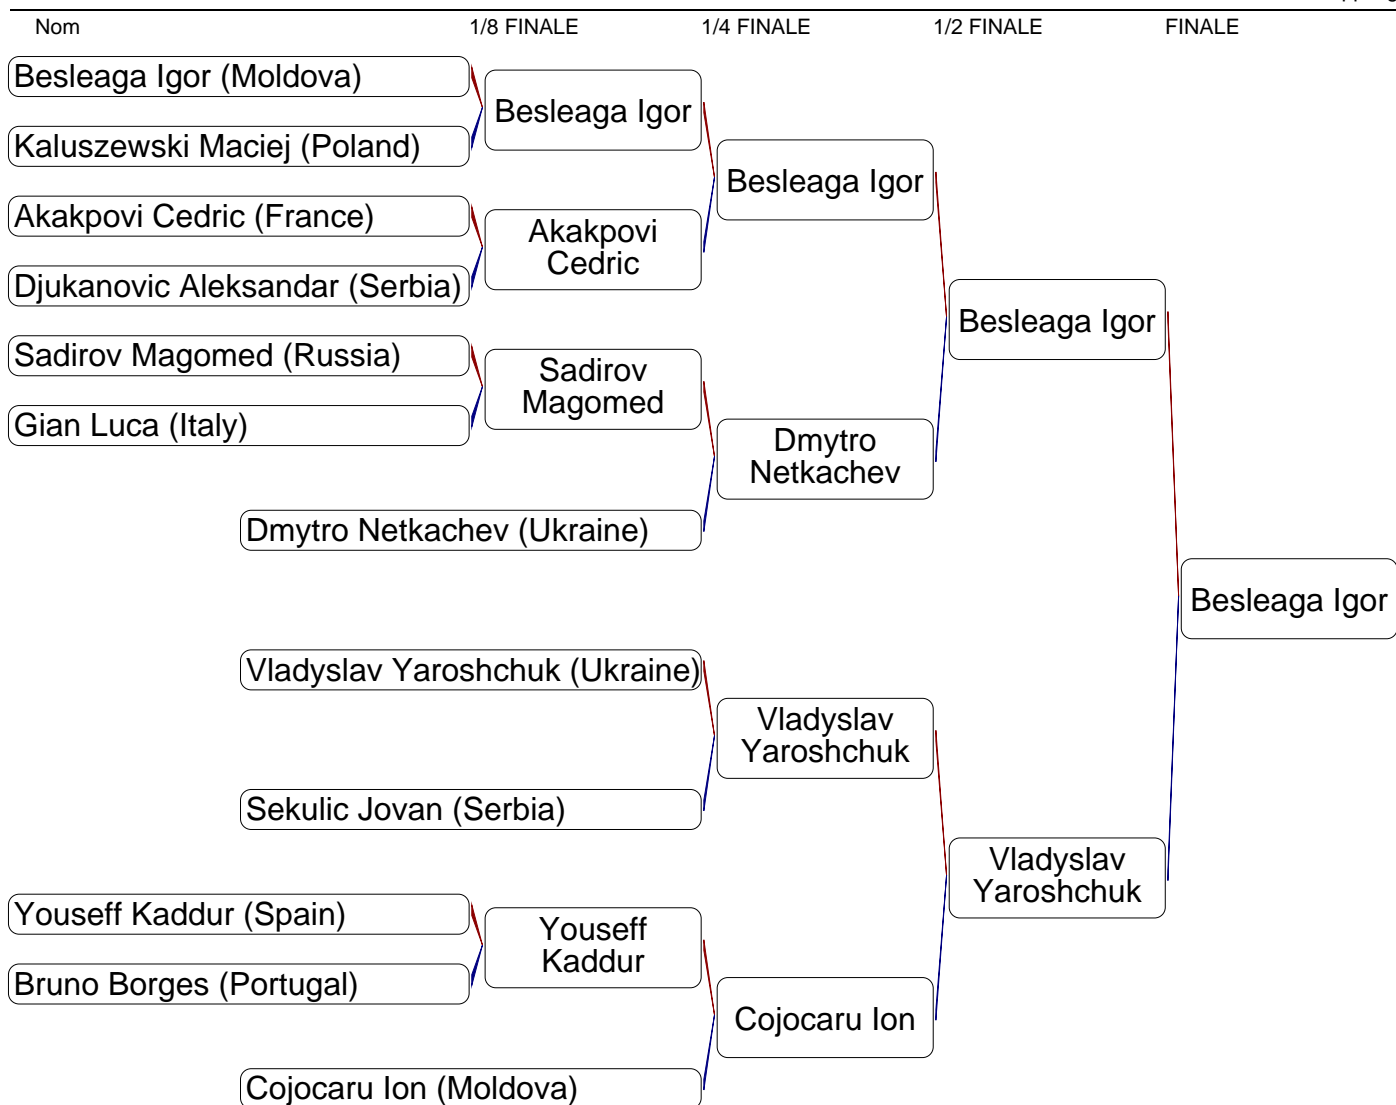 Nom 1/8 FINALE 1/4 FINALE 1/2 FINALE FINALE
Besleaga Igor (Moldova)
Besleaga Igor
Kaluszewski Maciej (Poland)
Besleaga Igor
Akakpovi Cedric (France)
Akakpovi
Cedric
Djukanovic Aleksandar (Serbia)
Besleaga Igor
Sadirov Magomed (Russia)
Sadirov
Magomed
Gian Luca (Italy)
Dmytro
Netkachev
Dmytro Netkachev (Ukraine)
Besleaga Igor
Vladyslav Yaroshchuk (Ukraine)
Vladyslav
Yaroshchuk
Sekulic Jovan (Serbia)
Vladyslav
Yaroshchuk
Youseff Kaddur (Spain)
Youseff
Kaddur
Bruno Borges (Portugal)
Cojocaru Ion
Cojocaru Ion (Moldova)